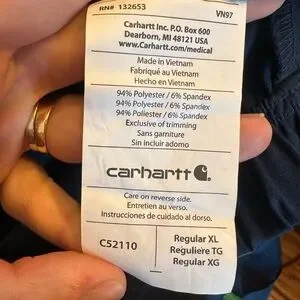 RN# 132653 VN97
Carhartt Inc. P.O. Box 600
Dearborn, MI 48121 USA
www.Carhartt.com/medical
Made in Vietnam
Fabriqué au Vietnam
Hecho en Vietnam
94% Polyester / 6% Spandex
94% Polyester / 6% Spandex
94% Poliester / 6% Spandex
Exclusive of trimming
Sans garniture
Sin incluir adorno
carhartt
Care on reverse side.
Entretien au verso.
Instrucciones de cuidado al dorso.
C52110
Regular XL
Reguliere TG
Regular XG